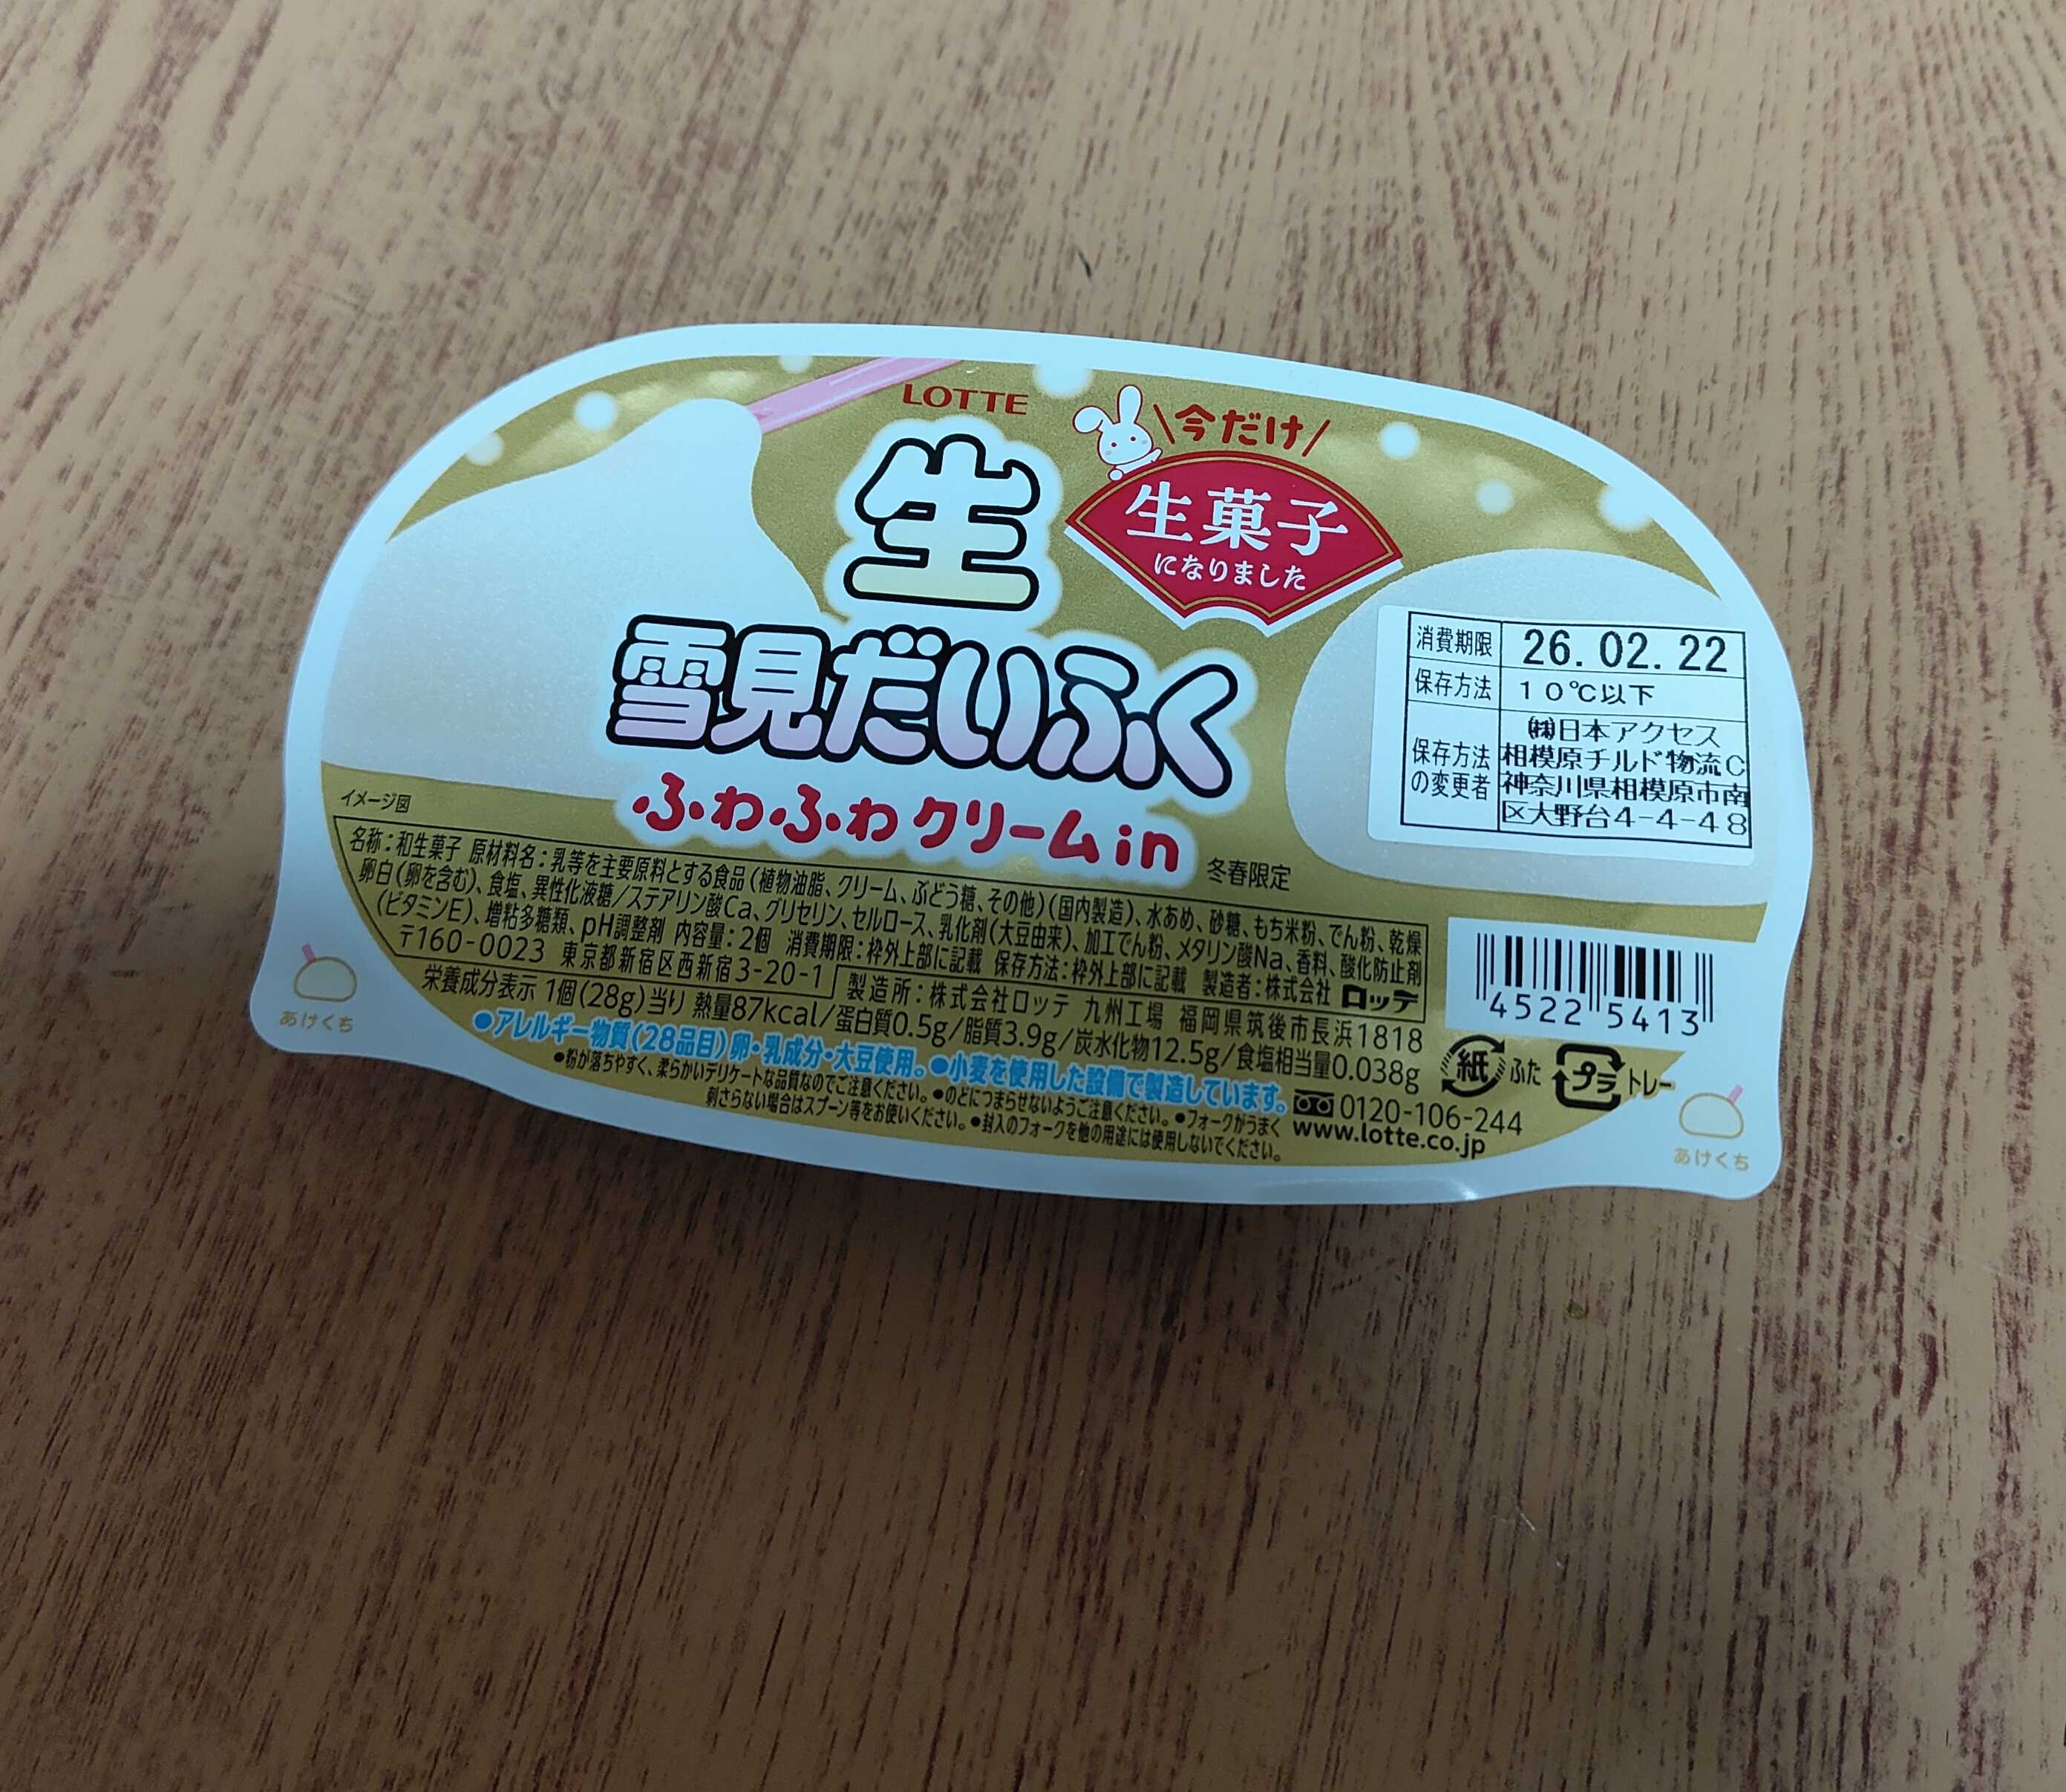 LOTTE
\今だけ/
生菓子
になりました
生
雪見だいふく
ふわふわクリームin
冬春限定
消費期限 26.02.22
保存方法 10℃以下
保存方法の変更者 ㈱日本アクセス
相模原チルド物流C
神奈川県相模原市南
区大野台4-4-48
イメージ図
名称:和生菓子 原材料名:乳等を主要原料とする食品(植物油脂、クリーム、ぶどう糖、その他)(国内製造)、水あめ、砂糖、もち米粉、でん粉、乾燥
卵白(卵を含む)、食塩、異性化液糖/ステアリン酸Ca、グリセリン、セルロース、乳化剤(大豆由来)、加工でん粉、メタリン酸Na、香料、酸化防止剤
(ビタミンE)、増粘多糖類、pH調整剤 内容量:2個 消費期限:枠外上部に記載 保存方法:枠外上部に記載 製造者:株式会社 ロッテ
〒160-0023 東京都新宿区西新宿3-20-1
製造所:株式会社ロッテ 九州工場 福岡県筑後市長浜1818
栄養成分表示 1個(28g)当り 熱量87kcal/蛋白質0.5g/脂質3.9g/炭水化物12.5g/食塩相当量0.038g
●アレルギー物質(28品目)卵・乳成分・大豆使用。●小麦を使用した設備で製造しています。
●粉が落ちやすく、柔らかいデリケートな品質なのでご注意ください。●のどにつまらせないようご注意ください。●フォークがうまく
刺さらない場合はスプーン等をお使いください。●封入のフォークを他の用途には使用しないでください。
4522 5413
紙 ふた プラ トレー
0120-106-244
www.lotte.co.jp
あけくち
あけくち